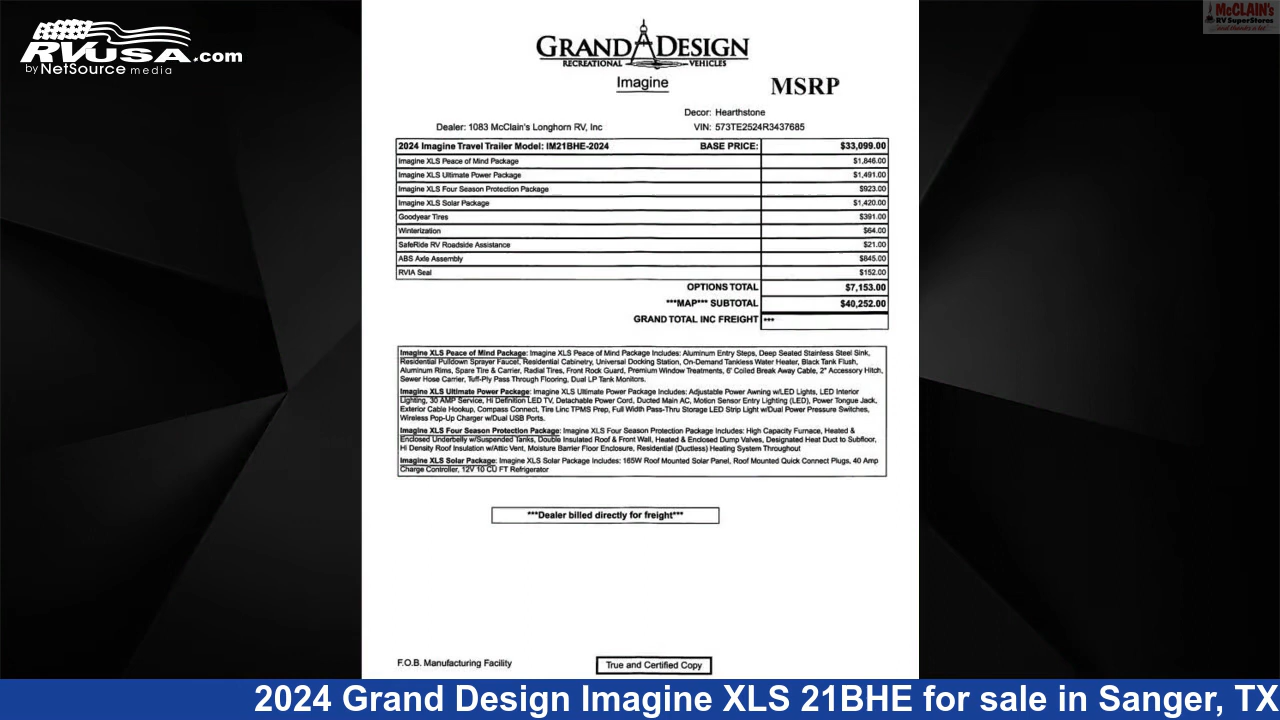 RVUSA.com
by NetSource media
McCLAIN's
RV SuperStores
GRAND DESIGN
RECREATIONAL VEHICLES
Imagine
MSRP
Decor: Hearthstone
Dealer: 1083 McClain's Longhorn RV, Inc
VIN: 573TE2524R3437685
2024 Imagine Travel Trailer Model: IM21BHE-2024 BASE PRICE: $33,099.00
Imagine XLS Peace of Mind Package $1,846.00
Imagine XLS Ultimate Power Package $1,491.00
Imagine XLS Four Season Protection Package $923.00
Imagine XLS Solar Package $1,420.00
Goodyear Tires $391.00
Winterization $64.00
SafeRide RV Roadside Assistance $21.00
ABS Axle Assembly $845.00
RVIA Seal $152.00
OPTIONS TOTAL $7,153.00
***MAP*** SUBTOTAL $40,252.00
GRAND TOTAL INC FREIGHT ***
Imagine XLS Peace of Mind Package: Imagine XLS Peace of Mind Package Includes: Aluminum Entry Steps, Deep Seated Stainless Steel Sink,
Residential Pulldown Sprayer Faucet, Residential Cabinetry, Universal Docking Station, On-Demand Tankless Water Heater, Black Tank Flush,
Aluminum Rims, Spare Tire & Carrier, Radial Tires, Front Rock Guard, Premium Window Treatments, 6' Coiled Break Away Cable, 2" Accessory Hitch,
Sewer Hose Carrier, Tuff-Ply Pass Through Flooring, Dual LP Tank Monitors.
Imagine XLS Ultimate Power Package: Imagine XLS Ultimate Power Package Includes: Adjustable Power Awning w/LED Lights, LED Interior
Lighting, 30 AMP Service, Hi Definition LED TV, Detachable Power Cord, Ducted Main AC, Motion Sensor Entry Lighting (LED), Power Tongue Jack,
Exterior Cable Hookup, Compass Connect, Tire Linc TPMS Prep, Full Width Pass-Thru Storage LED Strip Light w/Dual Power Pressure Switches,
Wireless Pop-Up Charger w/Dual USB Ports.
Imagine XLS Four Season Protection Package: Imagine XLS Four Season Protection Package Includes: High Capacity Furnace, Heated &
Enclosed Underbelly w/Suspended Tanks, Double Insulated Roof & Front Wall, Heated & Enclosed Dump Valves, Designated Heat Duct to Subfloor,
Hi Density Roof Insulation w/Attic Vent, Moisture Barrier Floor Enclosure, Residential (Ductless) Heating System Throughout
Imagine XLS Solar Package: Imagine XLS Solar Package Includes: 165W Roof Mounted Solar Panel, Roof Mounted Quick Connect Plugs, 40 Amp
Charge Controller, 12V 10 CU FT Refrigerator
***Dealer billed directly for freight***
F.O.B. Manufacturing Facility
True and Certified Copy
2024 Grand Design Imagine XLS 21BHE for sale in Sanger, TX